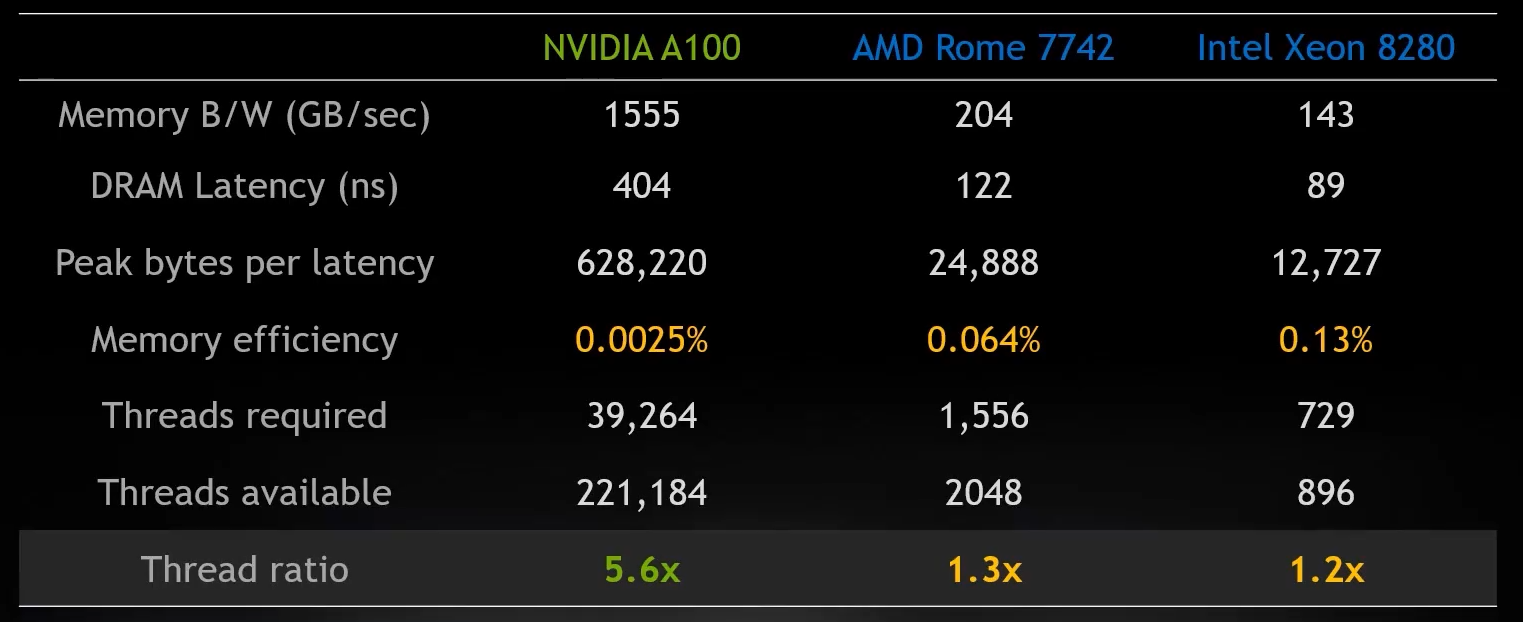 NVIDIA A100 AMD Rome 7742 Intel Xeon 8280
Memory B/W (GB/sec) 1555 204 143
DRAM Latency (ns) 404 122 89
Peak bytes per latency 628,220 24,888 12,727
Memory efficiency 0.0025% 0.064% 0.13%
Threads required 39,264 1,556 729
Threads available 221,184 2048 896
Thread ratio 5.6x 1.3x 1.2x